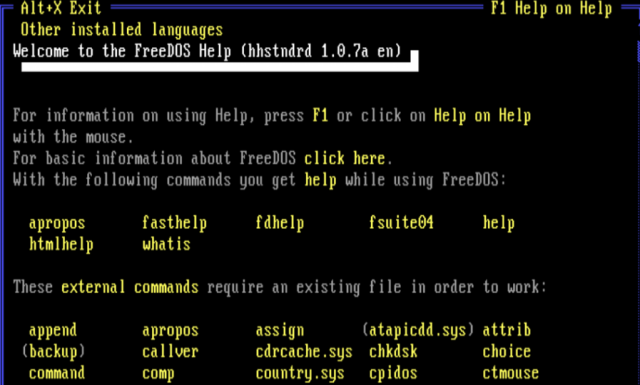 Alt+X Exit F1 Help on Help
Other installed languages
Welcome to the FreeDOS Help (hhstndrd 1.0.7a en)
For information on using Help, press F1 or click on Help on Help
with the mouse.
For basic information about FreeDOS click here.
With the following commands you get help while using FreeDOS:
apropos fasthelp fdhelp fsuite04 help
htmlhelp whatis
These external commands require an existing file in order to work:
append apropos assign (atapicdd.sys) attrib
(backup) callver cdrcache.sys chkdsk choice
command comp country.sys cpidos ctmouse